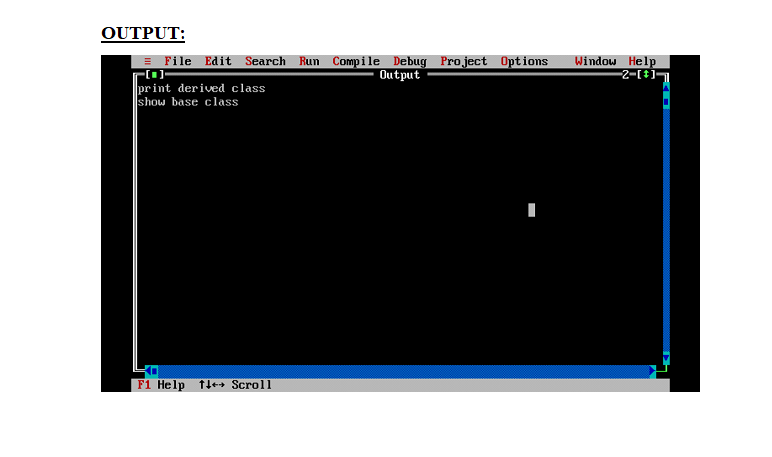 OUTPUT:
≡ File Edit Search Run Compile Debug Project Options Window Help
[■] Output 2=[↕]
print derived class
show base class
F1 Help ↑↓↔ Scroll